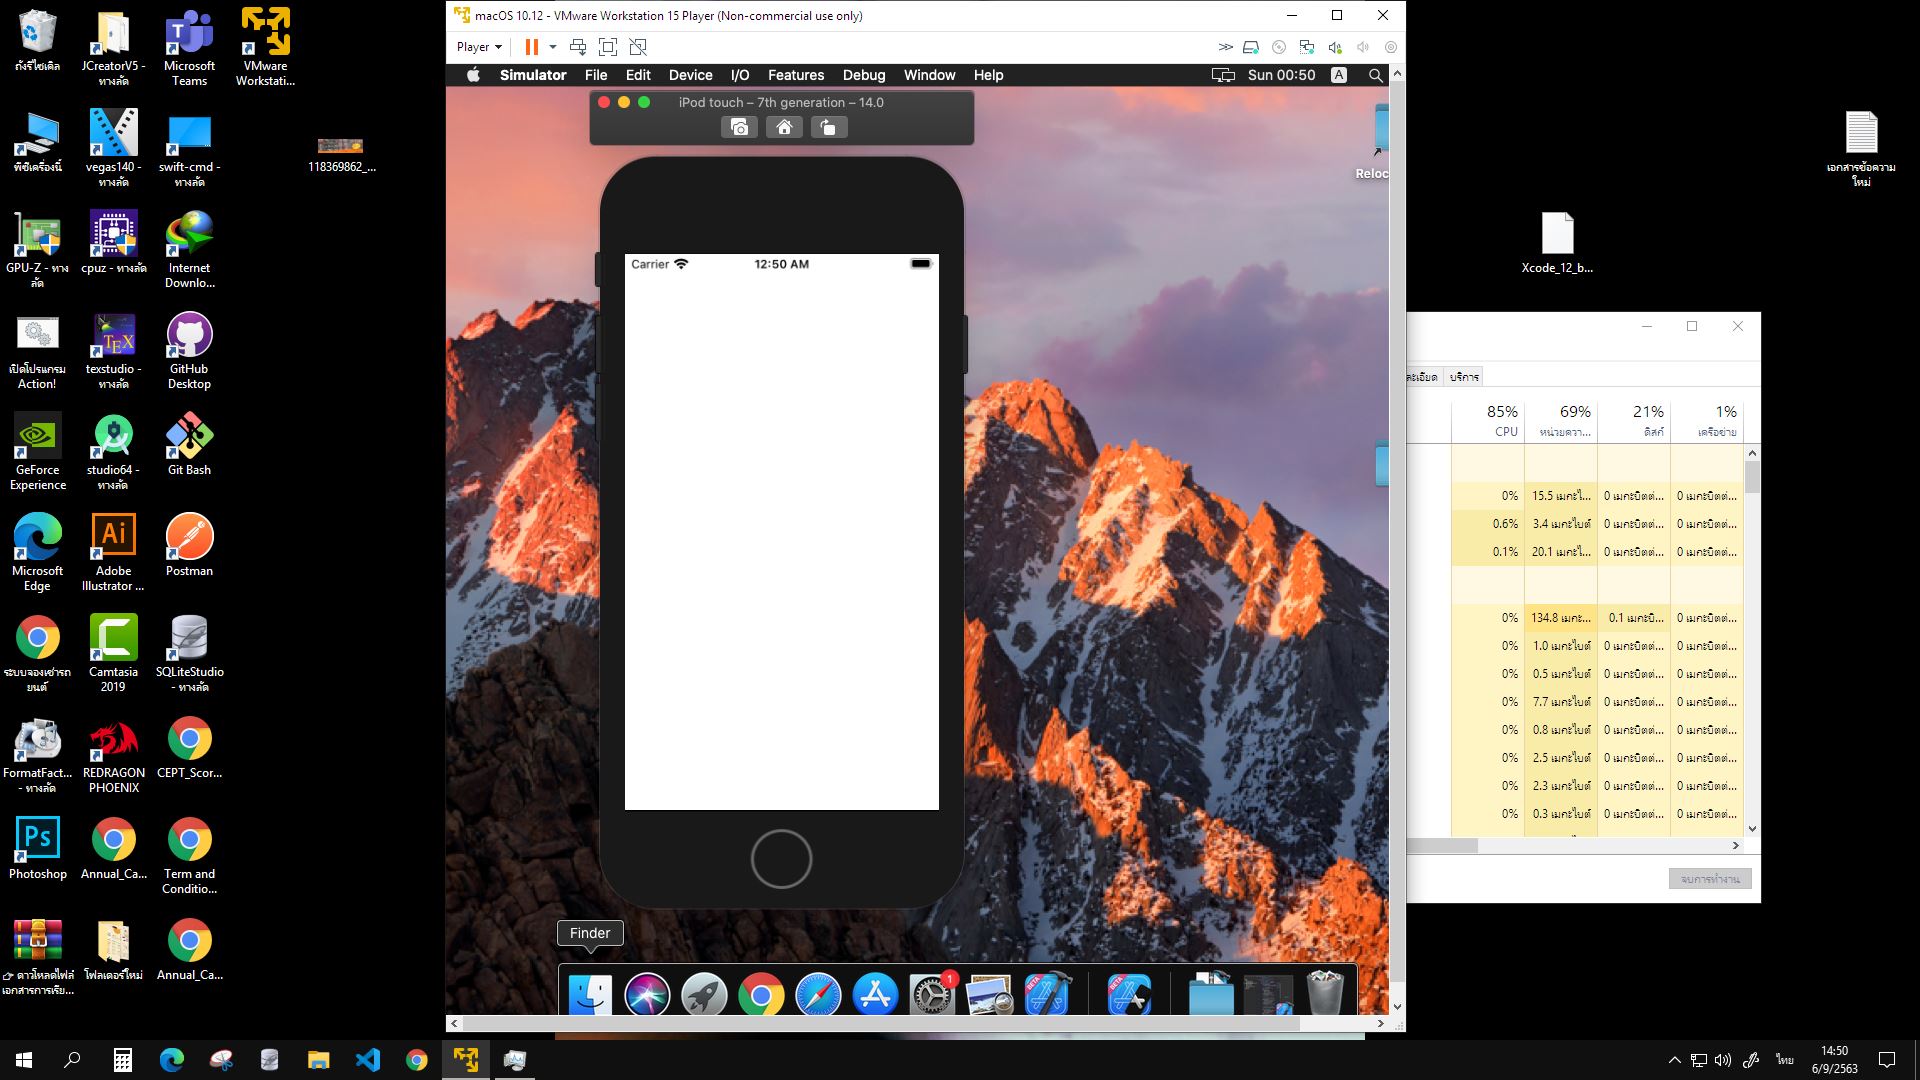 ถังรีไซเคิล
JCreatorV5 -
ทางลัด
Microsoft
Teams
VMware
Workstati...
พีซีเครื่องนี้
vegas140 -
ทางลัด
swift-cmd -
ทางลัด
118369862_...
GPU-Z - ทาง
ลัด
cpuz - ทางลัด
Internet
Downlo...
เปิดโปรแกรม
Action!
texstudio -
ทางลัด
GitHub
Desktop
GeForce
Experience
studio64 -
ทางลัด
Git Bash
Microsoft
Edge
Adobe
Illustrator ...
Postman
ระบบจองเช่ารถ
ยนต์
Camtasia
2019
SQLiteStudio
- ทางลัด
FormatFact...
- ทางลัด
REDRAGON
PHOENIX
CEPT_Scor...
Photoshop
Annual_Ca...
Term and
Conditio...
ดาวโหลดไฟล์
เอกสารการเรีย...
โฟลเดอร์ใหม่
Annual_Ca...
macOS 10.12 - VMware Workstation 15 Player (Non-commercial use only)
Player
Simulator File Edit Device I/O Features Debug Window Help
Sun 00:50
A
iPod touch – 7th generation – 14.0
Reloc
Carrier
12:50 AM
Finder
1
BETA
BETA
เอกสารข้อความ
ใหม่
Xcode_12_b...
ละเอียด บริการ
85% 69% 21% 1%
CPU หน่วยควา... ดิสก์ เครือข่าย
0% 15.5 เมกะไ... 0 เมกะบิตต่... 0 เมกะบิตต่...
0.6% 3.4 เมกะไบต์ 0 เมกะบิตต่... 0 เมกะบิตต่...
0.1% 20.1 เมกะไ... 0 เมกะบิตต่... 0 เมกะบิตต่...
0% 134.8 เมกะ... 0.1 เมกะบิ... 0 เมกะบิตต่...
0% 1.0 เมกะไบต์ 0 เมกะบิตต่... 0 เมกะบิตต่...
0% 0.5 เมกะไบต์ 0 เมกะบิตต่... 0 เมกะบิตต่...
0% 7.7 เมกะไบต์ 0 เมกะบิตต่... 0 เมกะบิตต่...
0% 0.8 เมกะไบต์ 0 เมกะบิตต่... 0 เมกะบิตต่...
0% 2.5 เมกะไบต์ 0 เมกะบิตต่... 0 เมกะบิตต่...
0% 2.3 เมกะไบต์ 0 เมกะบิตต่... 0 เมกะบิตต่...
0% 0.3 เมกะไบต์ 0 เมกะบิตต่... 0 เมกะบิตต่...
จบการทำงาน
ไทย
14:50
6/9/2563
TEX
Ai
Ps